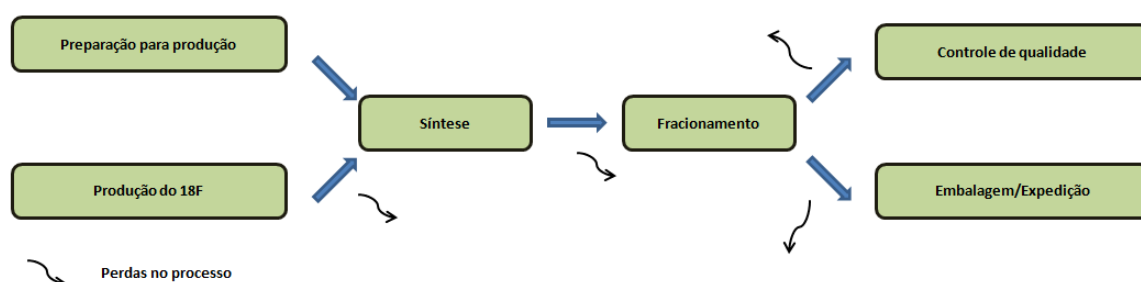 Preparação para produção
Controle de qualidade
Síntese
Fracionamento
Produção do 18F
Embalagem/Expedição
Perdas no processo